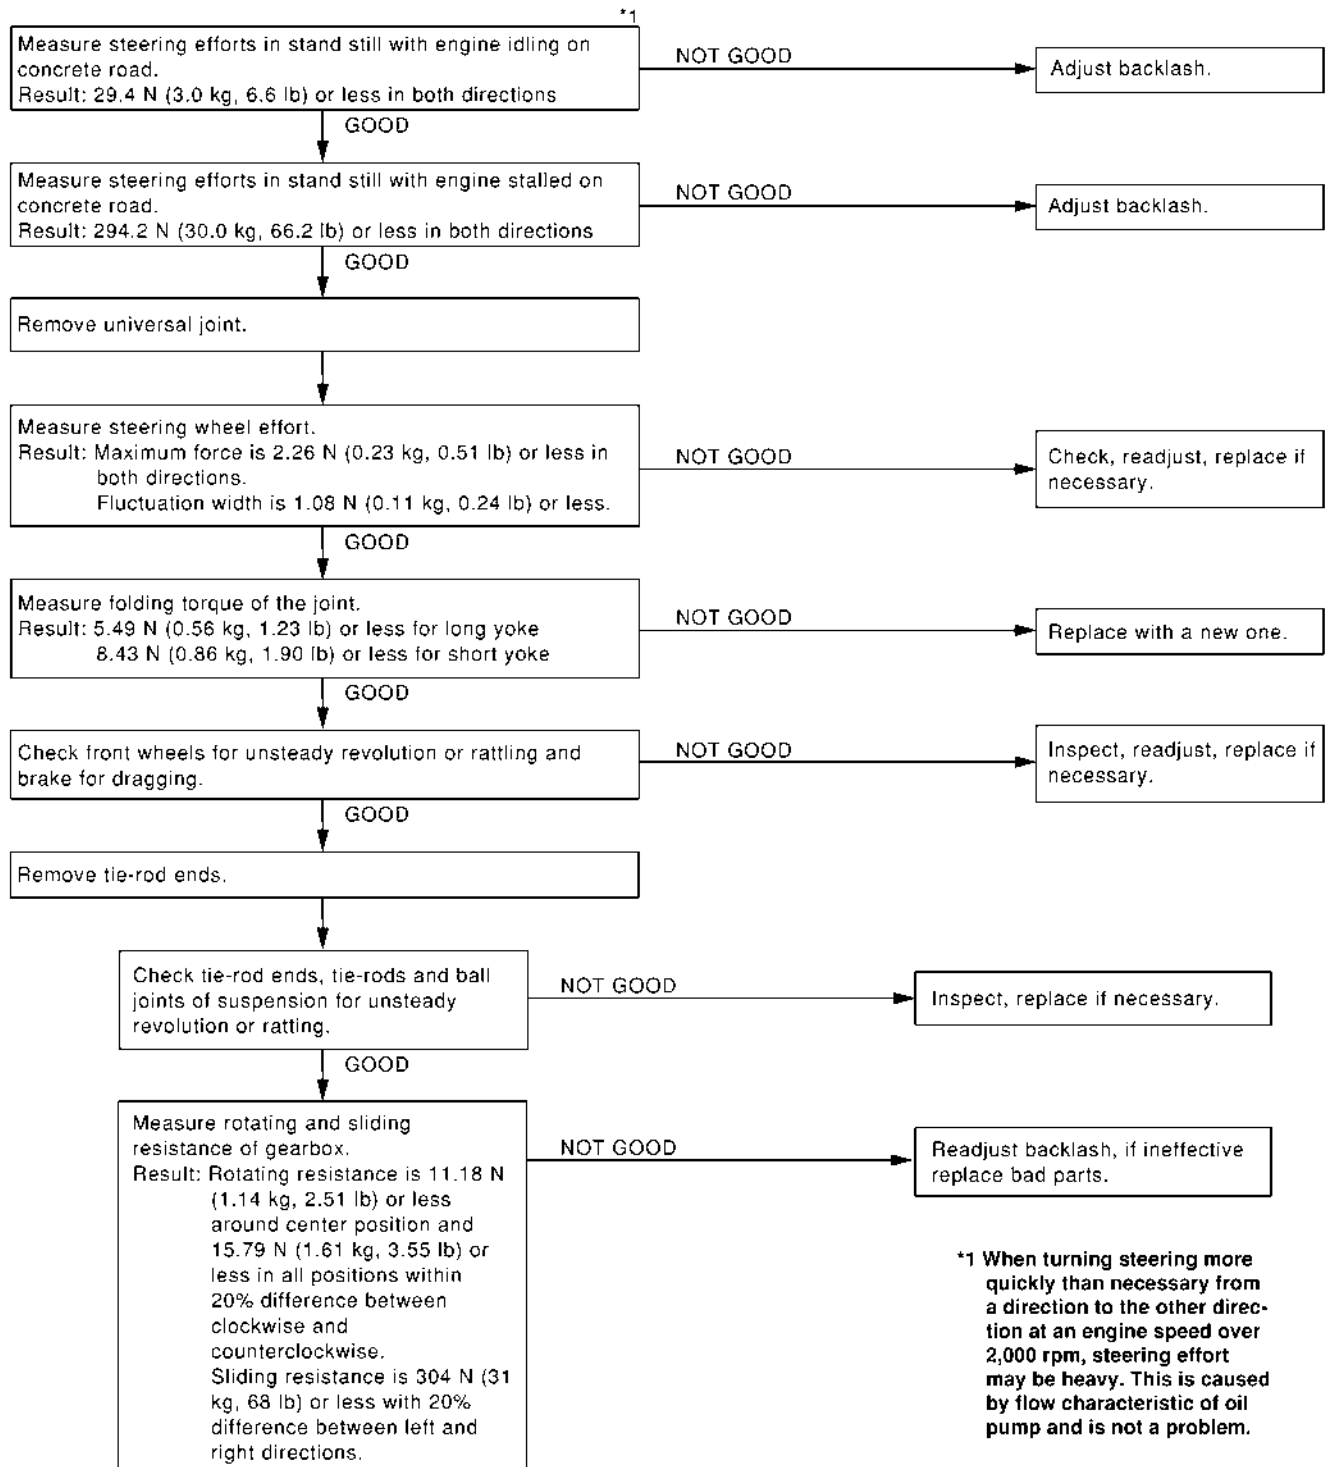 *1
Measure steering efforts in stand still with engine idling on
concrete road.
Result: 29.4 N (3.0 kg, 6.6 lb) or less in both directions
NOT GOOD
Adjust backlash.
GOOD
Measure steering efforts in stand still with engine stalled on
concrete road.
Result: 294.2 N (30.0 kg, 66.2 lb) or less in both directions
NOT GOOD
Adjust backlash.
GOOD
Remove universal joint.
Measure steering wheel effort.
Result: Maximum force is 2.26 N (0.23 kg, 0.51 lb) or less in
both directions.
Fluctuation width is 1.08 N (0.11 kg, 0.24 lb) or less.
NOT GOOD
Check, readjust, replace if
necessary.
GOOD
Measure folding torque of the joint.
Result: 5.49 N (0.56 kg, 1.23 lb) or less for long yoke
8.43 N (0.86 kg, 1.90 lb) or less for short yoke
NOT GOOD
Replace with a new one.
GOOD
Check front wheels for unsteady revolution or rattling and
brake for dragging.
NOT GOOD
Inspect, readjust, replace if
necessary.
GOOD
Remove tie-rod ends.
Check tie-rod ends, tie-rods and ball
joints of suspension for unsteady
revolution or ratting.
NOT GOOD
Inspect, replace if necessary.
GOOD
Measure rotating and sliding
resistance of gearbox.
Result: Rotating resistance is 11.18 N
(1.14 kg, 2.51 lb) or less
around center position and
15.79 N (1.61 kg, 3.55 lb) or
less in all positions within
20% difference between
clockwise and
counterclockwise.
Sliding resistance is 304 N (31
kg, 68 lb) or less with 20%
difference between left and
right directions.
NOT GOOD
Readjust backlash, if ineffective
replace bad parts.
*1 When turning steering more
quickly than necessary from
a direction to the other direc-
tion at an engine speed over
2,000 rpm, steering effort
may be heavy. This is caused
by flow characteristic of oil
pump and is not a problem.